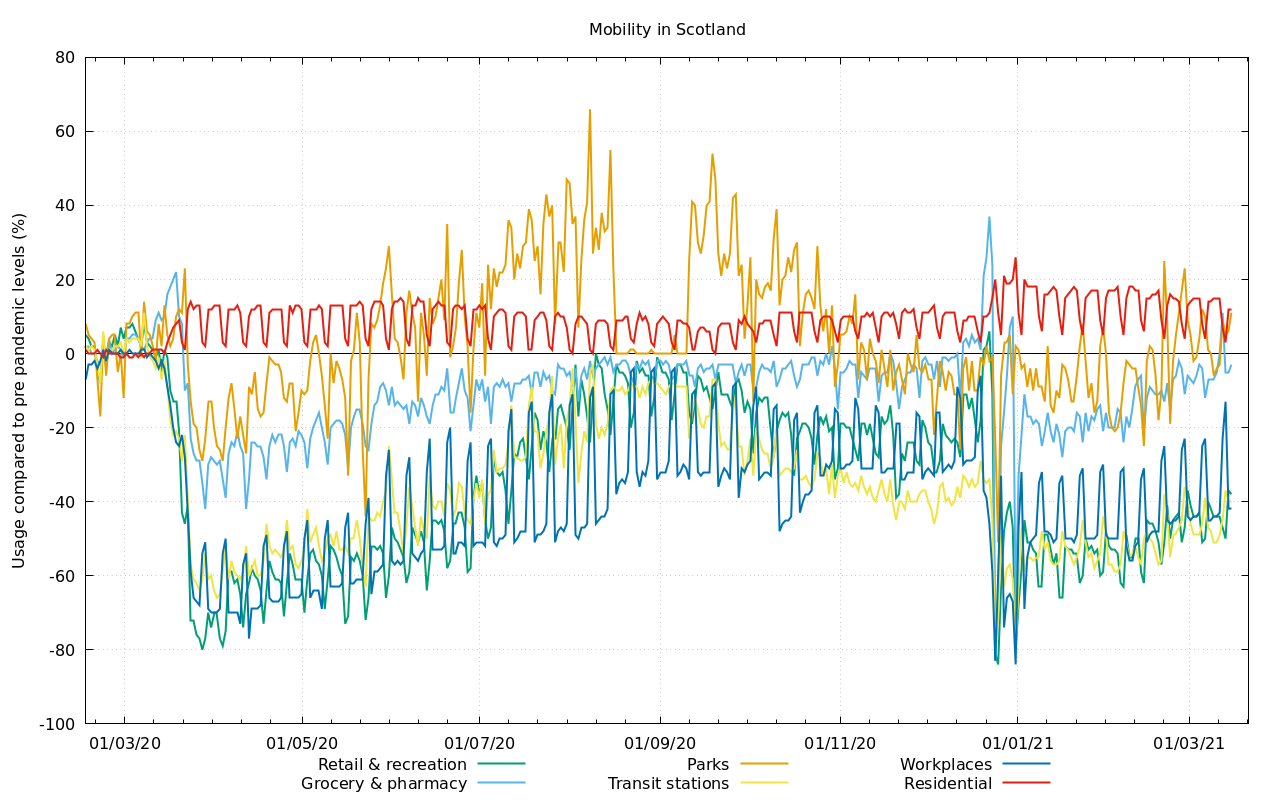 Mobility in Scotland
Usage compared to pre pandemic levels (%)
80
60
40
20
0
-20
-40
-60
-80
-100
01/03/20 01/05/20 01/07/20 01/09/20 01/11/20 01/01/21 01/03/21
Retail & recreation Parks Workplaces
Grocery & pharmacy Transit stations Residential